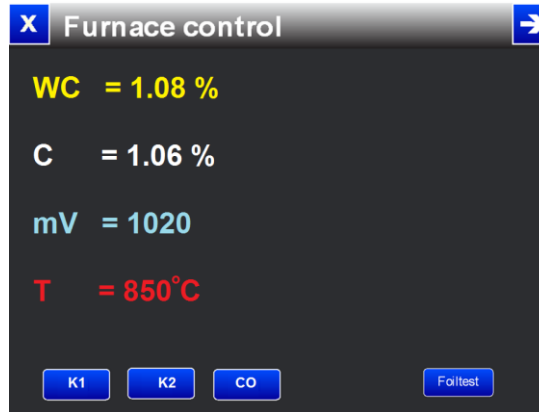 X Furnace control →
WC = 1.08 %
C = 1.06 %
mV = 1020
T = 850°C
K1 K2 CO Foiltest